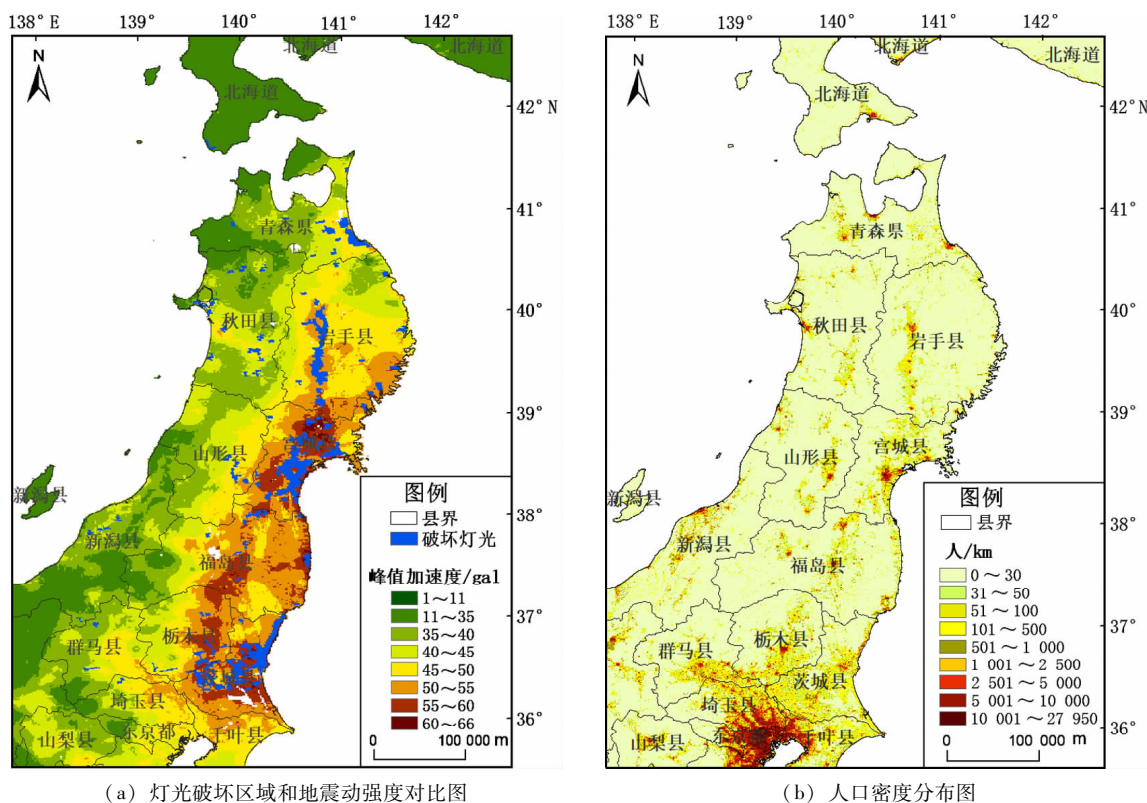 138° E
139°
140°
141°
142°
N
北海道
北海道
北海道
42° N
41°
40°
39°
38°
37°
36°
青森県
秋田县
岩手县
山形县
新潟县
新潟县
福岛县
群马县
栃木县
埼玉县
山梨县
东京都
千叶县
图例
县界
破坏灯光
峰值加速度/gal
1～11
11～35
35～40
40～45
45～50
50～55
55～60
60～66
0 100 000 m
(a) 灯光破坏区域和地震动强度对比图
138° E
139°
140°
141°
142°
N
北海道
北海道
北海道
42° N
41°
40°
39°
38°
37°
36°
青森県
秋田县
岩手县
宫城县
山形县
新潟县
新潟县
福岛县
群马县
栃木县
茨城县
埼玉县
山梨县
东京都
千叶县
图例
县界
人/km
0～30
31～50
51～100
101～500
501～1 000
1 001～2 500
2 501～5 000
5 001～10 000
10 001～27 950
0 100 000 m
(b) 人口密度分布图